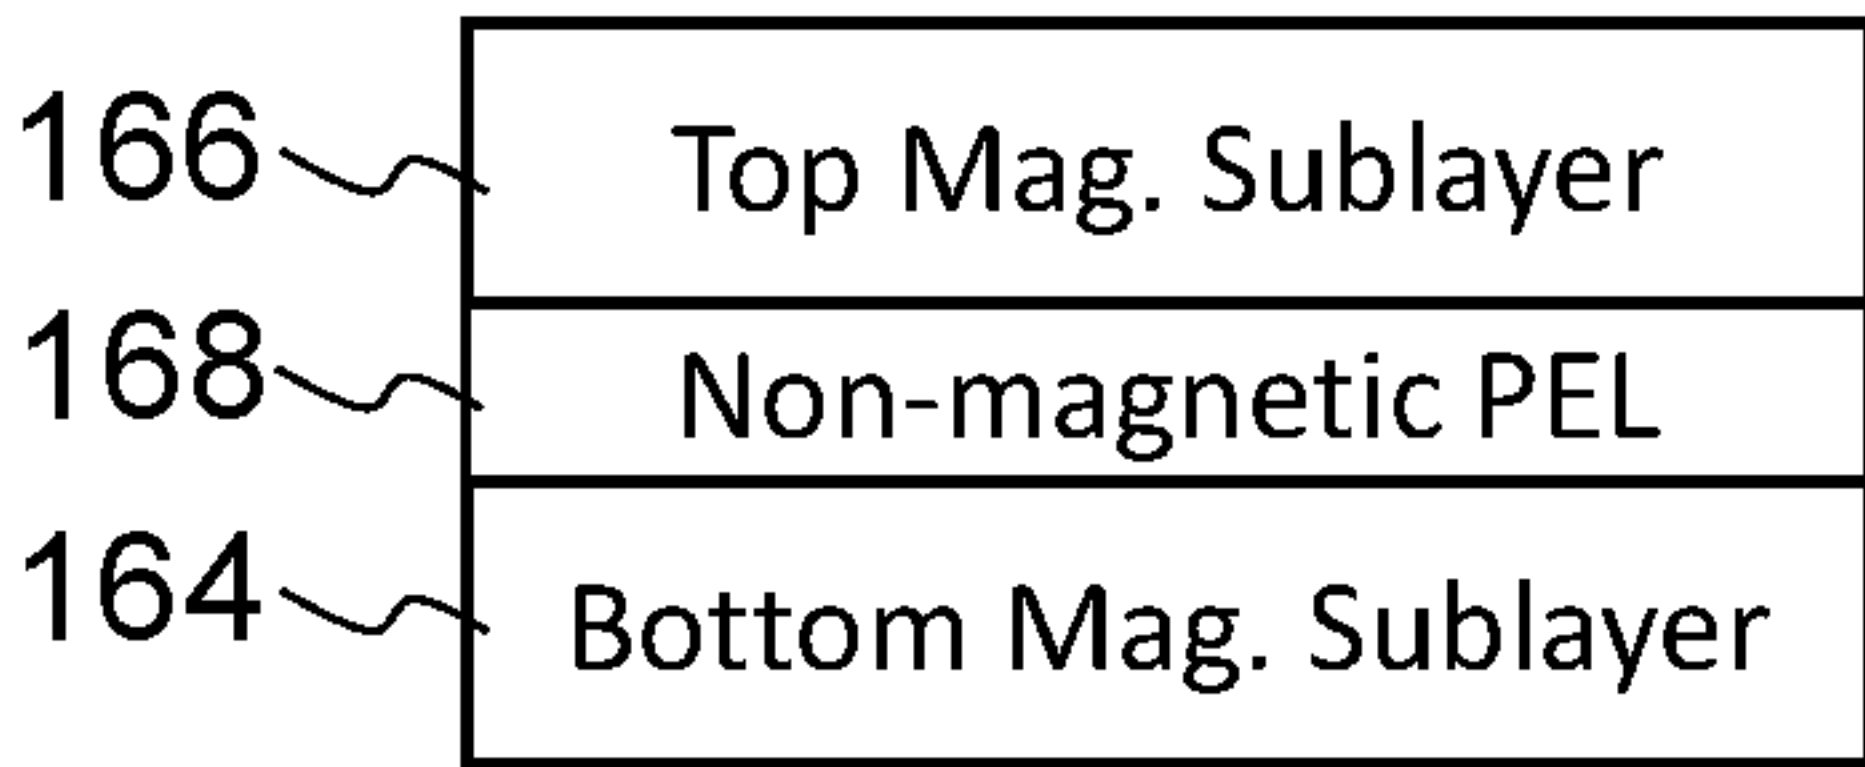 166 Top Mag. Sublayer
168 Non-magnetic PEL
164 Bottom Mag. Sublayer